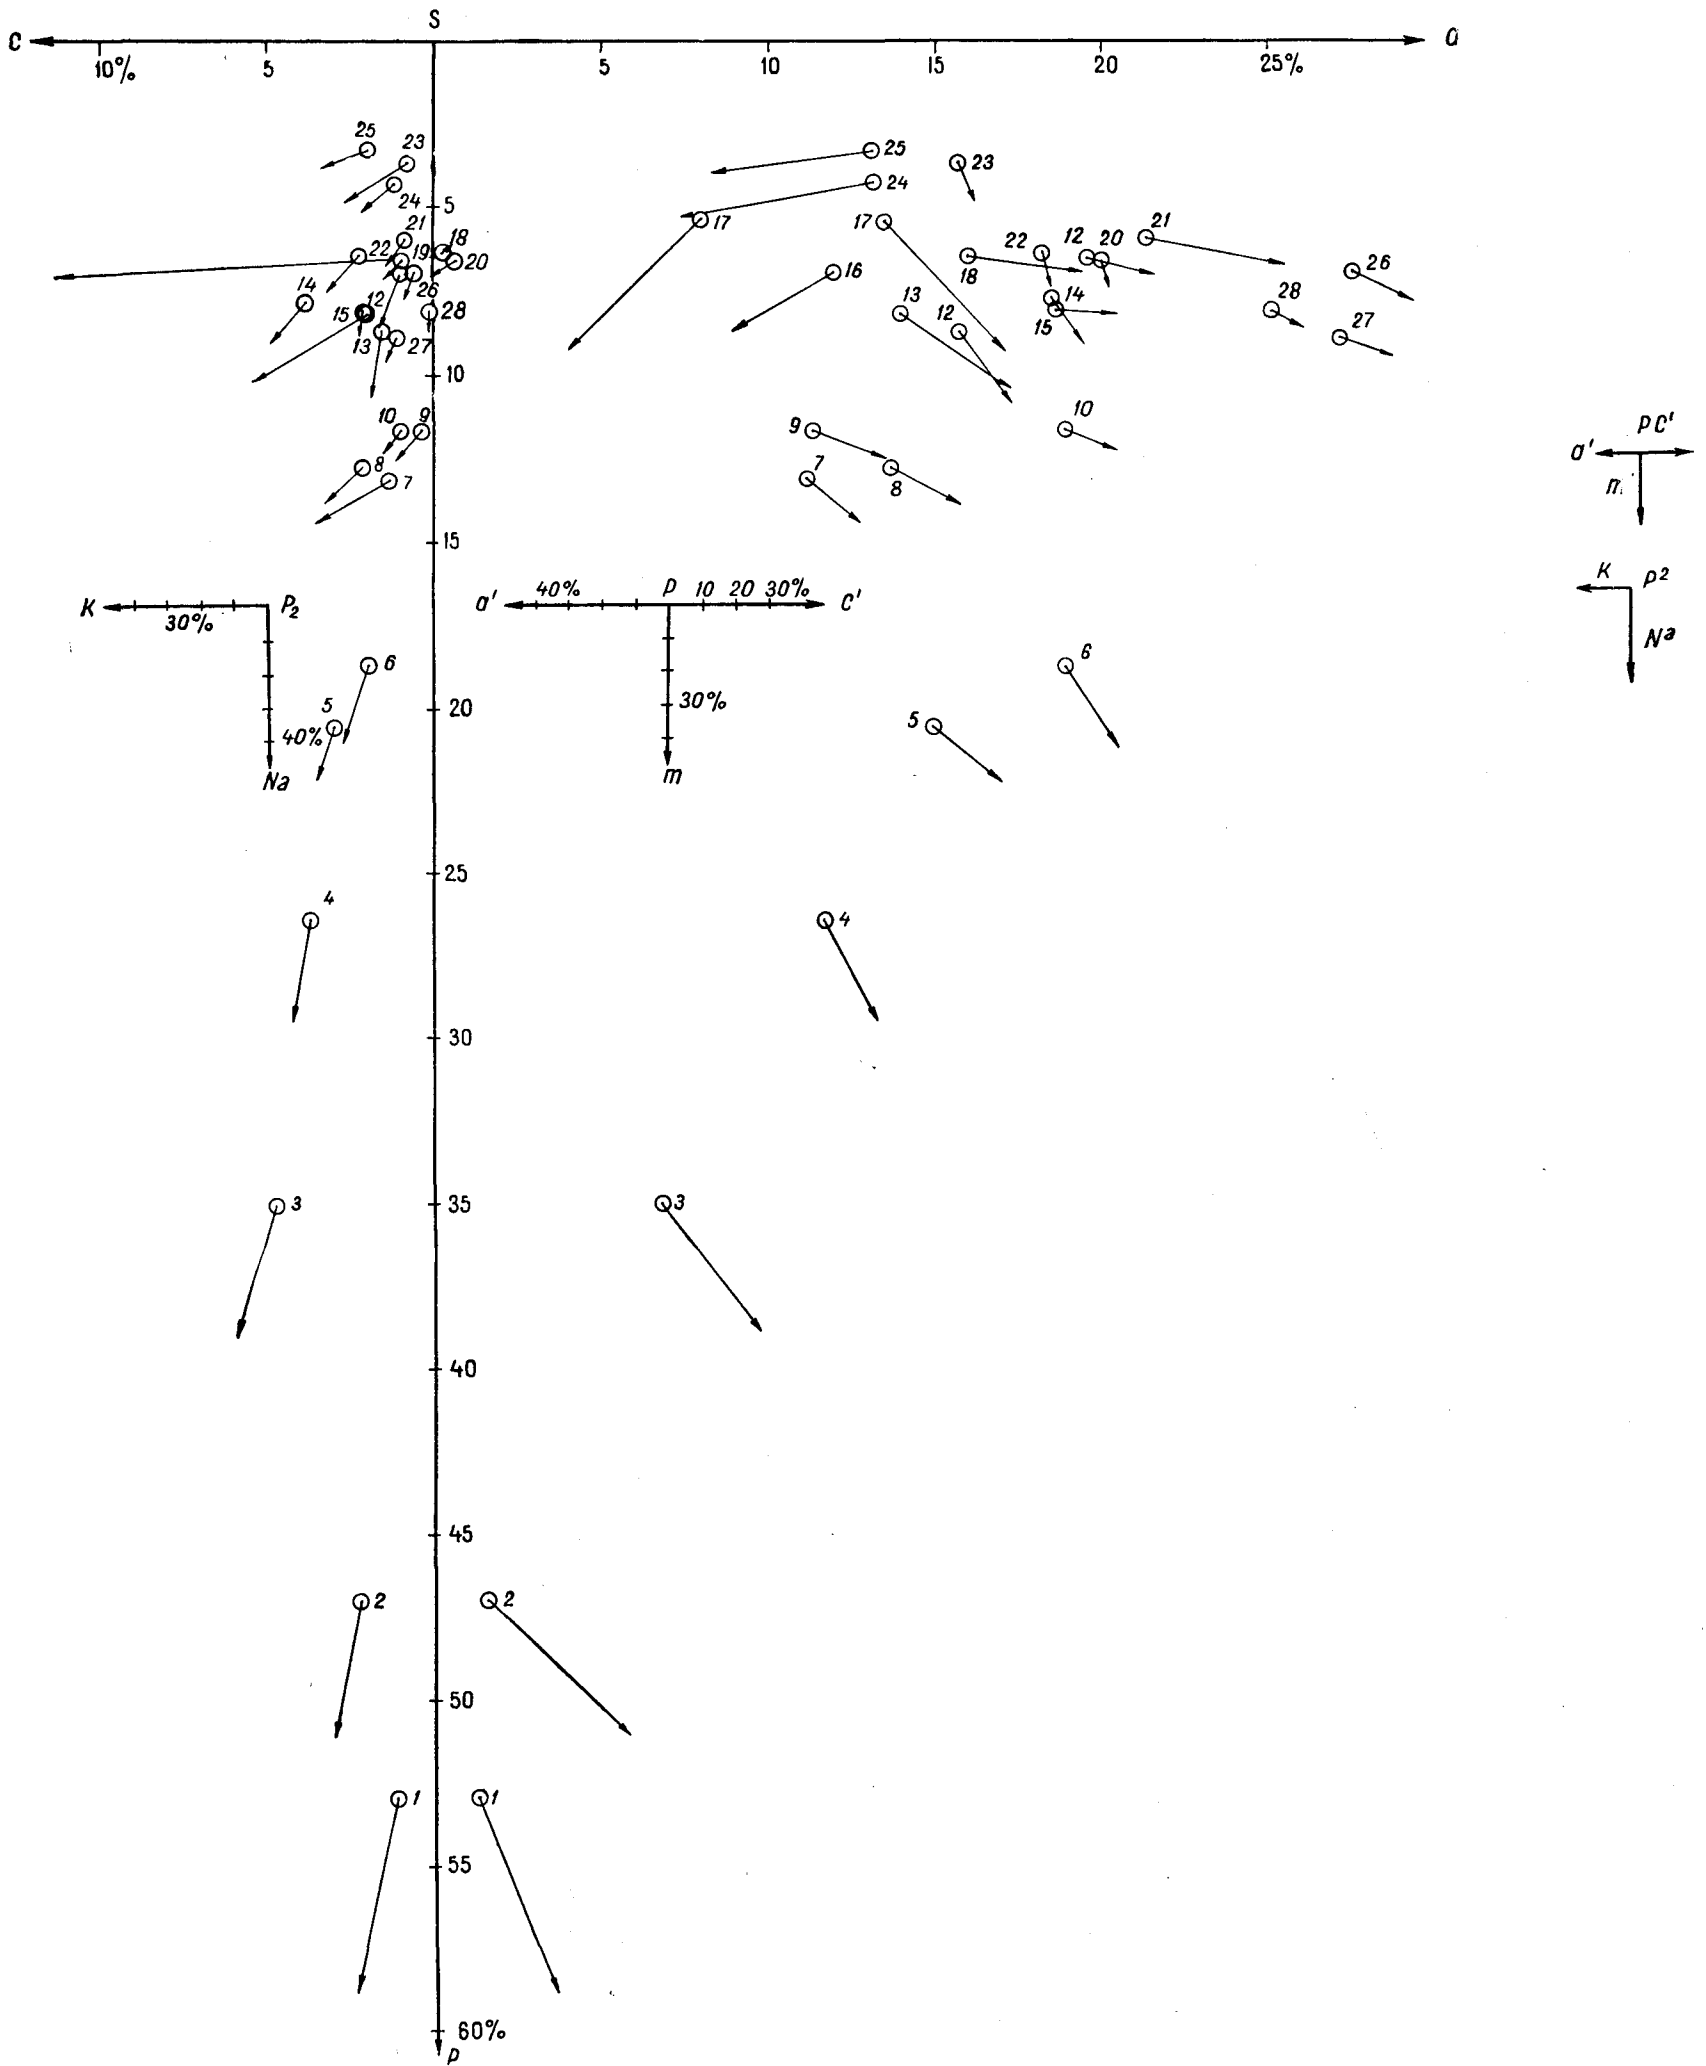 S
c a
10% 5 5 10 15 20 25%
25 23 25 23
24 24
5
21 18 17 17 22 12 20 21
22 19 20 18 26
14 26 16 14 28
15 12 28 13 12 15
13 27 27
10
10 9 9 10
8 7 8
7
15
a' p c'
m
K P₂ a' 40% p 10 20 30% c'
30%
K p²
Na
6 6
30%
5 20 5
40%
Na m
25
4 4
30
3 35 3
40
45
2 2
50
1 1
55
60%
p